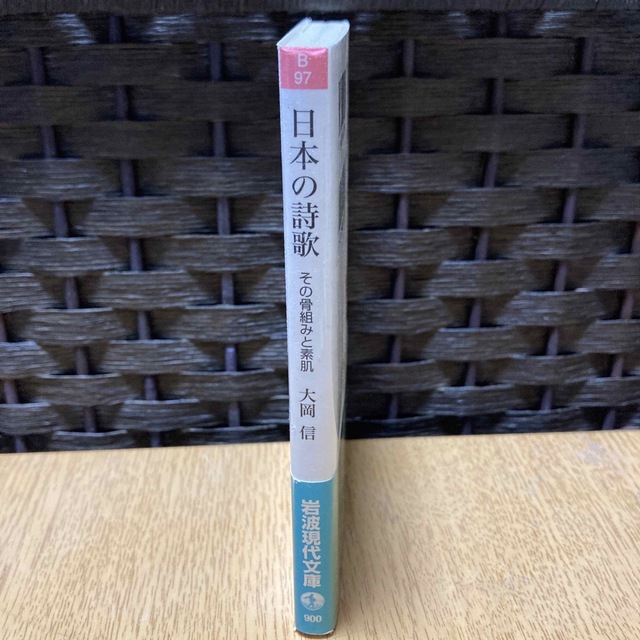 B
97
日本の詩歌
その骨組みと素肌
大岡 信
岩波現代文庫
900